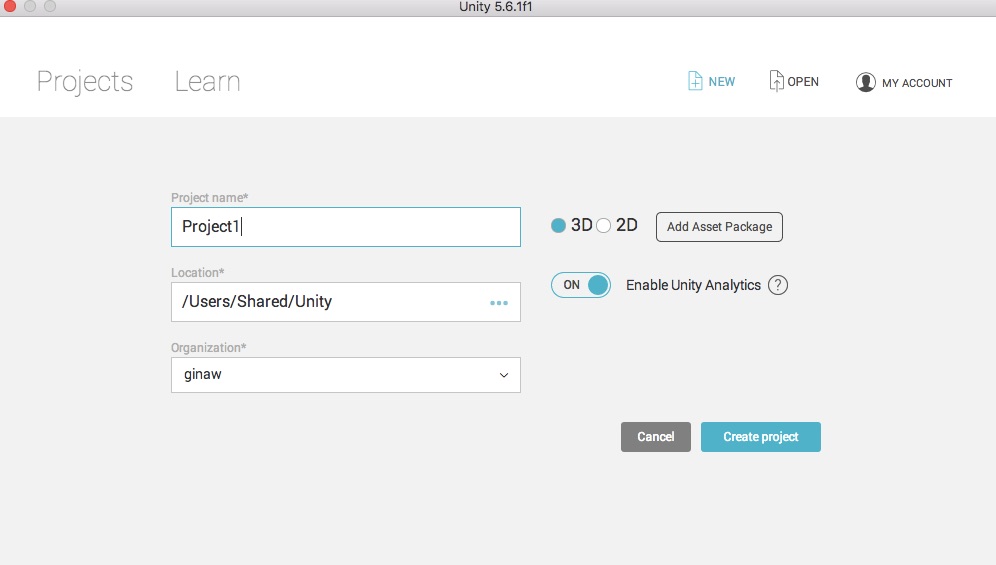 Unity 5.6.1f1
Projects Learn NEW OPEN MY ACCOUNT
Project name*
Project1
3D 2D Add Asset Package
Location*
/Users/Shared/Unity
ON Enable Unity Analytics ?
Organization*
ginaw
Cancel Create project